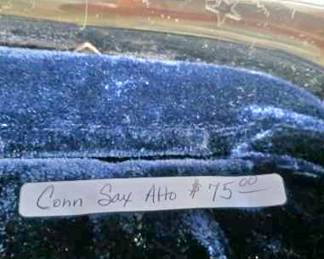 Conn Sax Alto $75.00